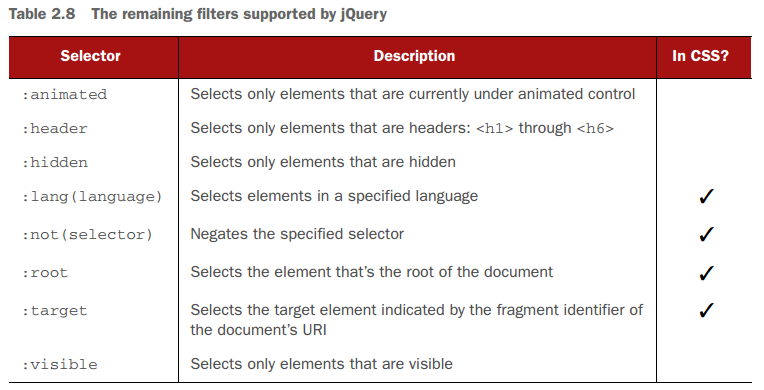 Table 2.8 The remaining filters supported by jQuery
Selector Description In CSS?
:animated Selects only elements that are currently under animated control
:header Selects only elements that are headers: <h1> through <h6>
:hidden Selects only elements that are hidden
:lang(language) Selects elements in a specified language ✓
:not(selector) Negates the specified selector ✓
:root Selects the element that’s the root of the document ✓
:target Selects the target element indicated by the fragment identifier of ✓
the document’s URI
:visible Selects only elements that are visible